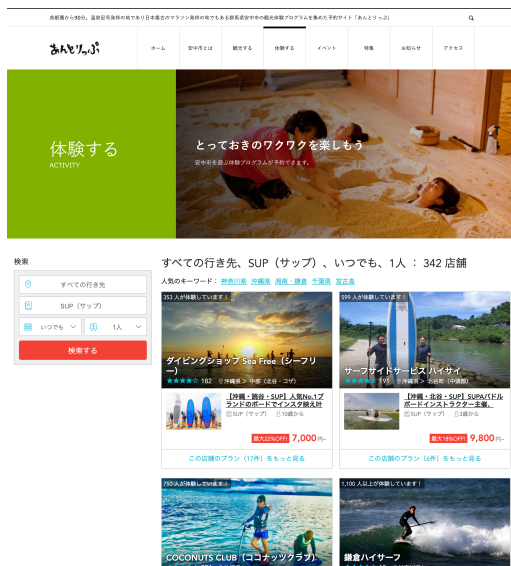 首都圏から90分。温泉記号発祥の地であり日本最古のマラソン発祥の地でもある群馬県安中市の観光体験プログラムを集めた予約サイト「あんとりっぷ」
あんとりっぷ
ホーム
安中市とは
観光する
体験する
イベント
特集
お知らせ
アクセス
体験する
ACTIVITY
とっておきのワクワクを楽しもう
安中市を遊ぶ体験プログラムが予約できます。
検索
すべての行き先
SUP（サップ）
いつでも
1人
検索する
すべての行き先、SUP（サップ）、いつでも、1人 ： 342 店舗
人気のキーワード： 神奈川県 沖縄県 湘南・鎌倉 千葉県 宮古島
353 人が体験しています！
ダイビングショップ Sea Free（シーフリ
ー）
182 沖縄県 > 中部（北谷・コザ）
【沖縄・読谷・SUP】人気No.1ブ
ランドのボードでインスタ映え叶
SUP（サップ） 10歳から
最大22%OFF! 7,000円~
この店舗のプラン（17件）をもっと見る
599 人が体験しています！
サーフサイドサービス ハイサイ
191 沖縄県 > 北谷町（中頭郡）
【沖縄・北谷・SUP】SUPAパドル
ボードインストラクター主催、
SUP（サップ） 3歳から
最大18%OFF! 9,800円~
この店舗のプラン（6件）をもっと見る
750 人が体験しています！
COCONUTS CLUB（ココナッツクラブ）
1,100 人以上が体験しています！
鎌倉ハイサーフ